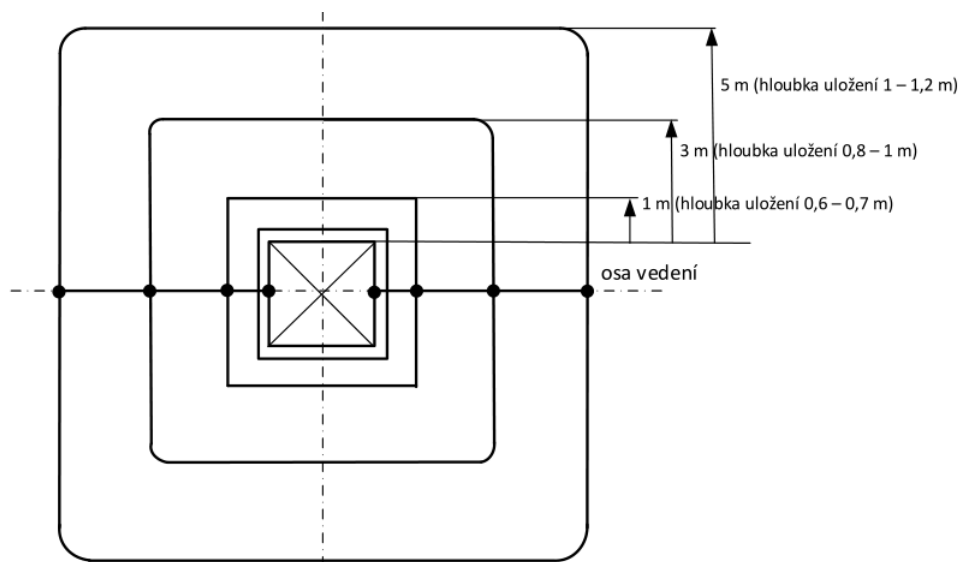 5 m (hloubka uložení 1 – 1,2 m)
3 m (hloubka uložení 0,8 – 1 m)
1 m (hloubka uložení 0,6 – 0,7 m)
osa vedení